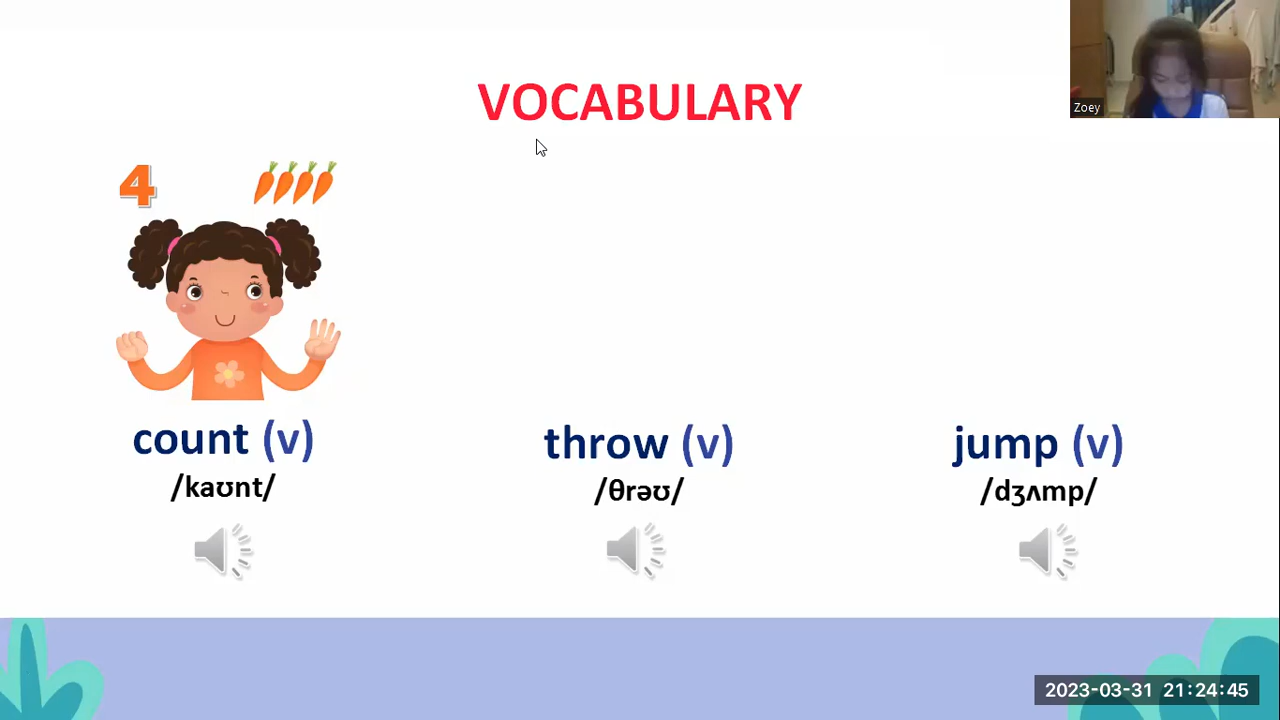 VOCABULARY
Zoey
4
count (v)
/kaʊnt/
throw (v)
/θrəʊ/
jump (v)
/dʒʌmp/
2023-03-31 21:24:45